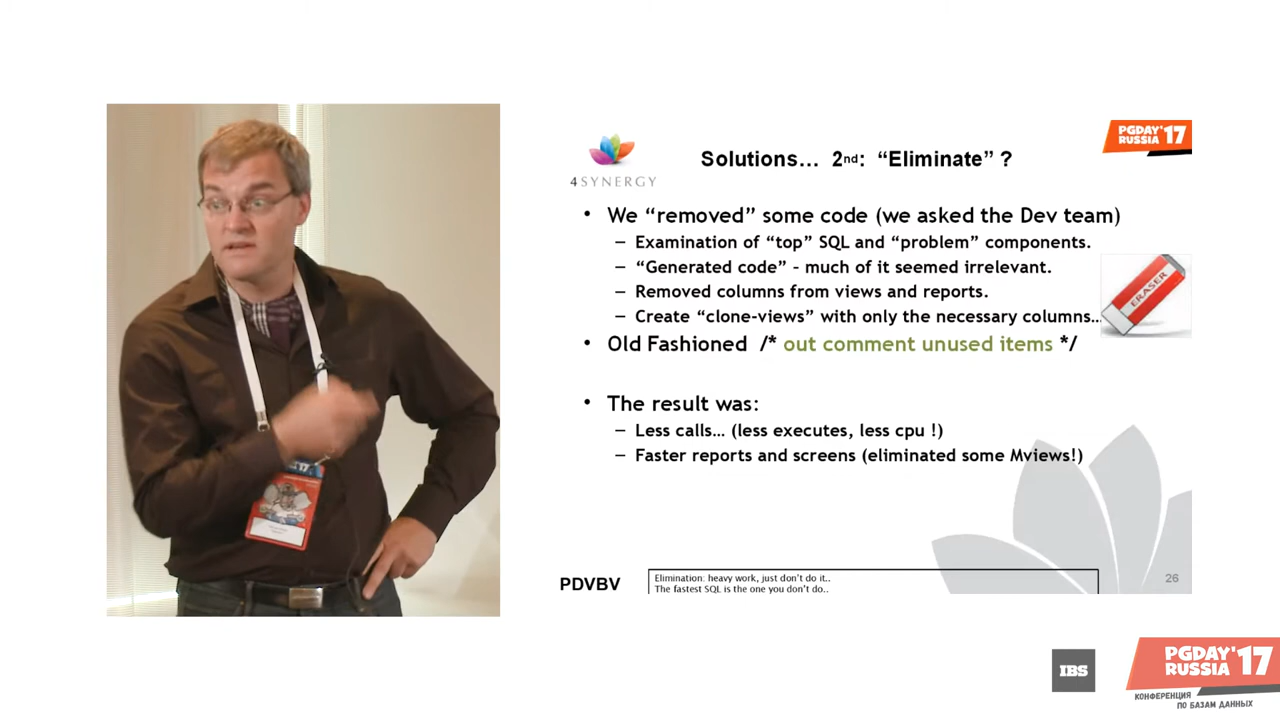 PGDAY'17
RUSSIA
4SYNERGY
Solutions… 2nd: “Eliminate” ?
• We “removed” some code (we asked the Dev team)
– Examination of “top” SQL and “problem” components.
– “Generated code” – much of it seemed irrelevant.
– Removed columns from views and reports.
– Create “clone-views” with only the necessary columns…
ERASER
• Old Fashioned /* out comment unused items */
• The result was:
– Less calls… (less executes, less cpu !)
– Faster reports and screens (eliminated some Mviews!)
PDVBV
Elimination: heavy work, just don't do it..
The fastest SQL is the one you don't do..
26
IBS
PGDAY'17
RUSSIA
КОНФЕРЕНЦИЯ
ПО БАЗАМ ДАННЫХ